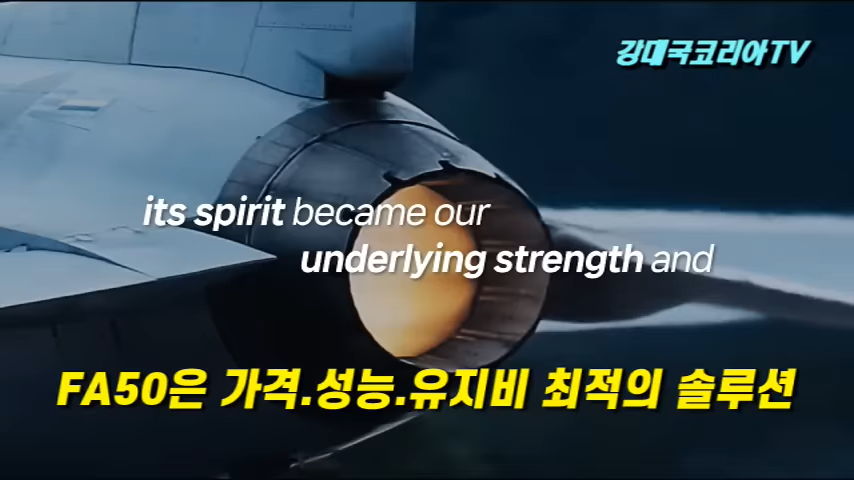 강대국코리아TV
its spirit became our
underlying strength and
FA50은 가격.성능.유지비 최적의 솔루션